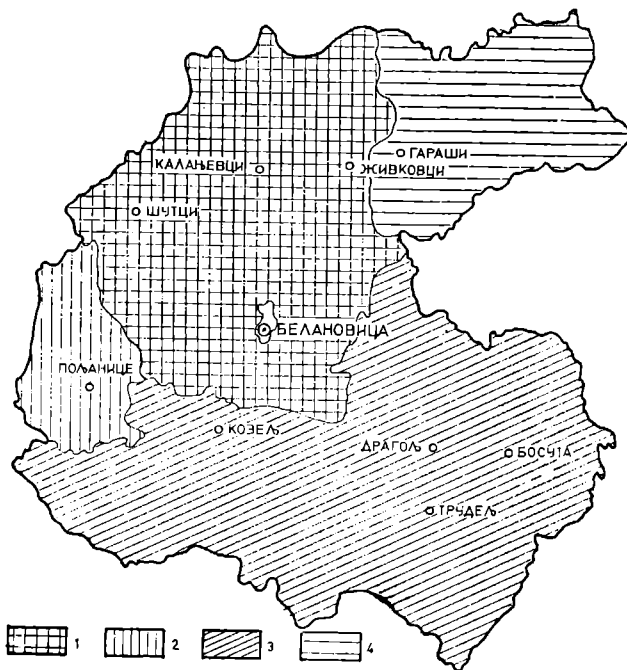 ГАРАШИ
КАЛАЊЕВЦИ
ЖИВКОВЦИ
ШУТЦИ
БЕЛАНОВИЦА
ПОЉАНИЦЕ
КОЗЕЉ
ДРАГОЉ
БОСУТА
ТРУДЕЉ
1 2 3 4